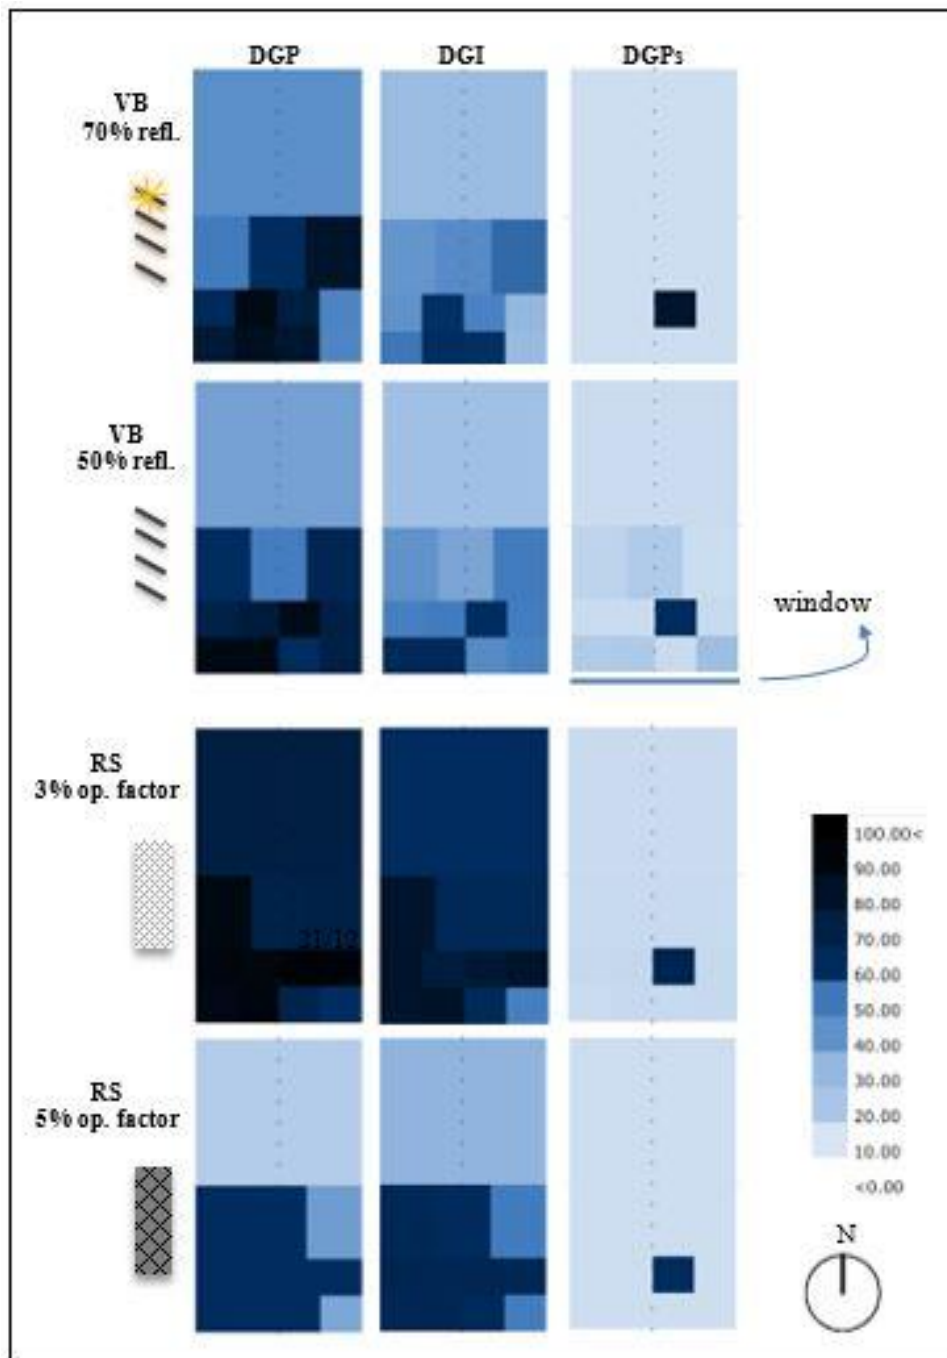 DGP DGI DGPs
VB
70% refl.
VB
50% refl.
window
RS
3% op. factor
21/12
RS
5% op. factor
100.00<
90.00
80.00
70.00
60.00
50.00
40.00
30.00
20.00
10.00
<0.00
N